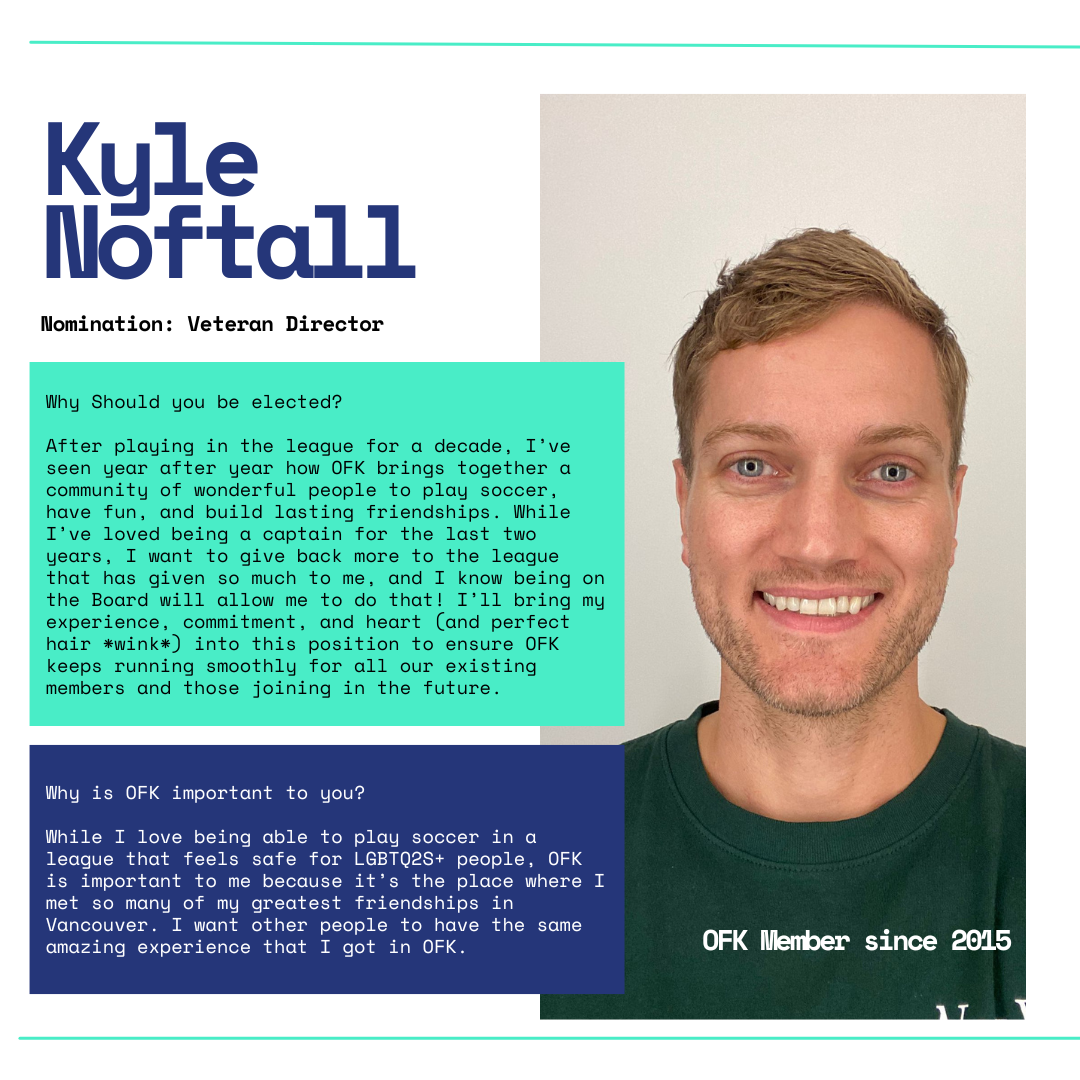 Kyle
Noftall
Nomination: Veteran Director
Why Should you be elected?
After playing in the league for a decade, I’ve
seen year after year how OFK brings together a
community of wonderful people to play soccer,
have fun, and build lasting friendships. While
I’ve loved being a captain for the last two
years, I want to give back more to the league
that has given so much to me, and I know being on
the Board will allow me to do that! I’ll bring my
experience, commitment, and heart (and perfect
hair *wink*) into this position to ensure OFK
keeps running smoothly for all our existing
members and those joining in the future.
Why is OFK important to you?
While I love being able to play soccer in a
league that feels safe for LGBTQ2S+ people, OFK
is important to me because it’s the place where I
met so many of my greatest friendships in
Vancouver. I want other people to have the same
amazing experience that I got in OFK.
OFK Member since 2015